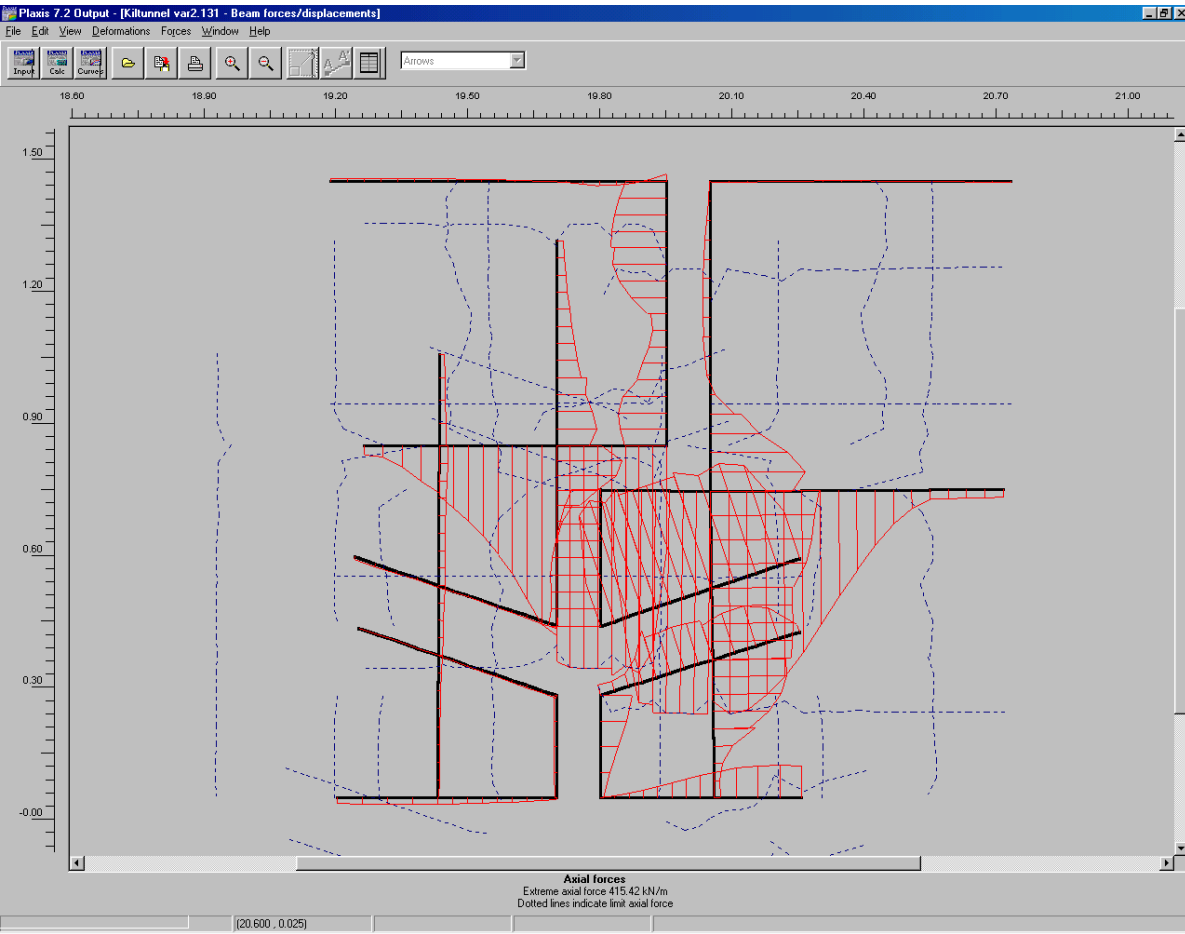 Plaxis 7.2 Output - [Kiltunnel var2.131 - Beam forces/displacements]
File Edit View Deformations Forces Window Help
Input Calc Curves A A' Arrows
18.60 18.90 19.20 19.50 19.80 20.10 20.40 20.70 21.00
1.50
1.20
0.90
0.60
0.30
-0.00
Axial forces
Extreme axial force 415.42 kN/m
Dotted lines indicate limit axial force
(20.600 , 0.025)